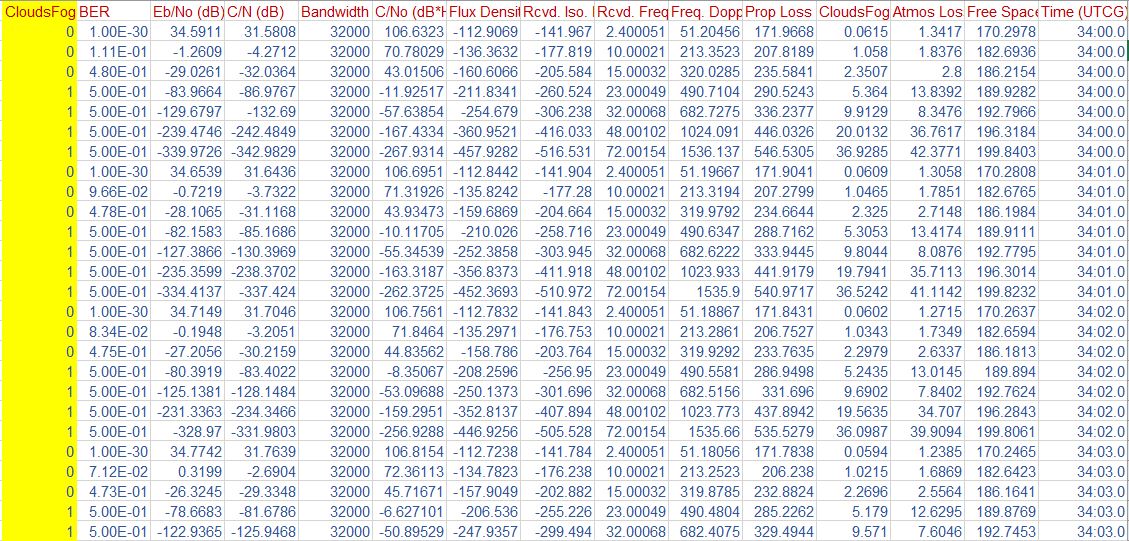 CloudsFog BER Eb/No (dB) C/N (dB) Bandwidth C/No (dB*H Flux Densit Rcvd. Iso. I Rcvd. Freq Freq. Dopp Prop Loss CloudsFog Atmos Los Free Space Time (UTCG)
0 1.00E-30 34.5911 31.5808 32000 106.6323 -112.9069 -141.967 2.400051 51.20456 171.9668 0.0615 1.3417 170.2978 34:00.0
0 1.11E-01 -1.2609 -4.2712 32000 70.78029 -136.3632 -177.819 10.00021 213.3523 207.8189 1.058 1.8376 182.6936 34:00.0
0 4.80E-01 -29.0261 -32.0364 32000 43.01506 -160.6066 -205.584 15.00032 320.0285 235.5841 2.3507 2.8 186.2154 34:00.0
1 5.00E-01 -83.9664 -86.9767 32000 -11.92517 -211.8341 -260.524 23.00049 490.7104 290.5243 5.364 13.8392 189.9282 34:00.0
1 5.00E-01 -129.6797 -132.69 32000 -57.63854 -254.679 -306.238 32.00068 682.7275 336.2377 9.9129 8.3476 192.7966 34:00.0
1 5.00E-01 -239.4746 -242.4849 32000 -167.4334 -360.9521 -416.033 48.00102 1024.091 446.0326 20.0132 36.7617 196.3184 34:00.0
1 5.00E-01 -339.9726 -342.9829 32000 -267.9314 -457.9282 -516.531 72.00154 1536.137 546.5305 36.9285 42.3771 199.8403 34:00.0
0 1.00E-30 34.6539 31.6436 32000 106.6951 -112.8442 -141.904 2.400051 51.19667 171.9041 0.0609 1.3058 170.2808 34:01.0
0 9.66E-02 -0.7219 -3.7322 32000 71.31926 -135.8242 -177.28 10.00021 213.3194 207.2799 1.0465 1.7851 182.6765 34:01.0
0 4.78E-01 -28.1065 -31.1168 32000 43.93473 -159.6869 -204.664 15.00032 319.9792 234.6644 2.325 2.7148 186.1984 34:01.0
1 5.00E-01 -82.1583 -85.1686 32000 -10.11705 -210.026 -258.716 23.00049 490.6347 288.7162 5.3053 13.4174 189.9111 34:01.0
1 5.00E-01 -127.3866 -130.3969 32000 -55.34539 -252.3858 -303.945 32.00068 682.6222 333.9445 9.8044 8.0876 192.7795 34:01.0
1 5.00E-01 -235.3599 -238.3702 32000 -163.3187 -356.8373 -411.918 48.00102 1023.933 441.9179 19.7941 35.7113 196.3014 34:01.0
1 5.00E-01 -334.4137 -337.424 32000 -262.3725 -452.3693 -510.972 72.00154 1535.9 540.9717 36.5242 41.1142 199.8232 34:01.0
0 1.00E-30 34.7149 31.7046 32000 106.7561 -112.7832 -141.843 2.400051 51.18867 171.8431 0.0602 1.2715 170.2637 34:02.0
0 8.34E-02 -0.1948 -3.2051 32000 71.8464 -135.2971 -176.753 10.00021 213.2861 206.7527 1.0343 1.7349 182.6594 34:02.0
0 4.75E-01 -27.2056 -30.2159 32000 44.83562 -158.786 -203.764 15.00032 319.9292 233.7635 2.2979 2.6337 186.1813 34:02.0
1 5.00E-01 -80.3919 -83.4022 32000 -8.35067 -208.2596 -256.95 23.00049 490.5581 286.9498 5.2435 13.0145 189.894 34:02.0
1 5.00E-01 -125.1381 -128.1484 32000 -53.09688 -250.1373 -301.696 32.00068 682.5156 331.696 9.6902 7.8402 192.7624 34:02.0
1 5.00E-01 -231.3363 -234.3466 32000 -159.2951 -352.8137 -407.894 48.00102 1023.773 437.8942 19.5635 34.707 196.2843 34:02.0
1 5.00E-01 -328.97 -331.9803 32000 -256.9288 -446.9256 -505.528 72.00154 1535.66 535.5279 36.0987 39.9094 199.8061 34:02.0
0 1.00E-30 34.7742 31.7639 32000 106.8154 -112.7238 -141.784 2.400051 51.18056 171.7838 0.0594 1.2385 170.2465 34:03.0
0 7.12E-02 0.3199 -2.6904 32000 72.36113 -134.7823 -176.238 10.00021 213.2523 206.238 1.0215 1.6869 182.6423 34:03.0
0 4.73E-01 -26.3245 -29.3348 32000 45.71671 -157.9049 -202.882 15.00032 319.8785 232.8824 2.2696 2.5564 186.1641 34:03.0
1 5.00E-01 -78.6683 -81.6786 32000 -6.627101 -206.536 -255.226 23.00049 490.4804 285.2262 5.179 12.6295 189.8769 34:03.0
1 5.00E-01 -122.9365 -125.9468 32000 -50.89529 -247.9357 -299.494 32.00068 682.4075 329.4944 9.571 7.6046 192.7453 34:03.0